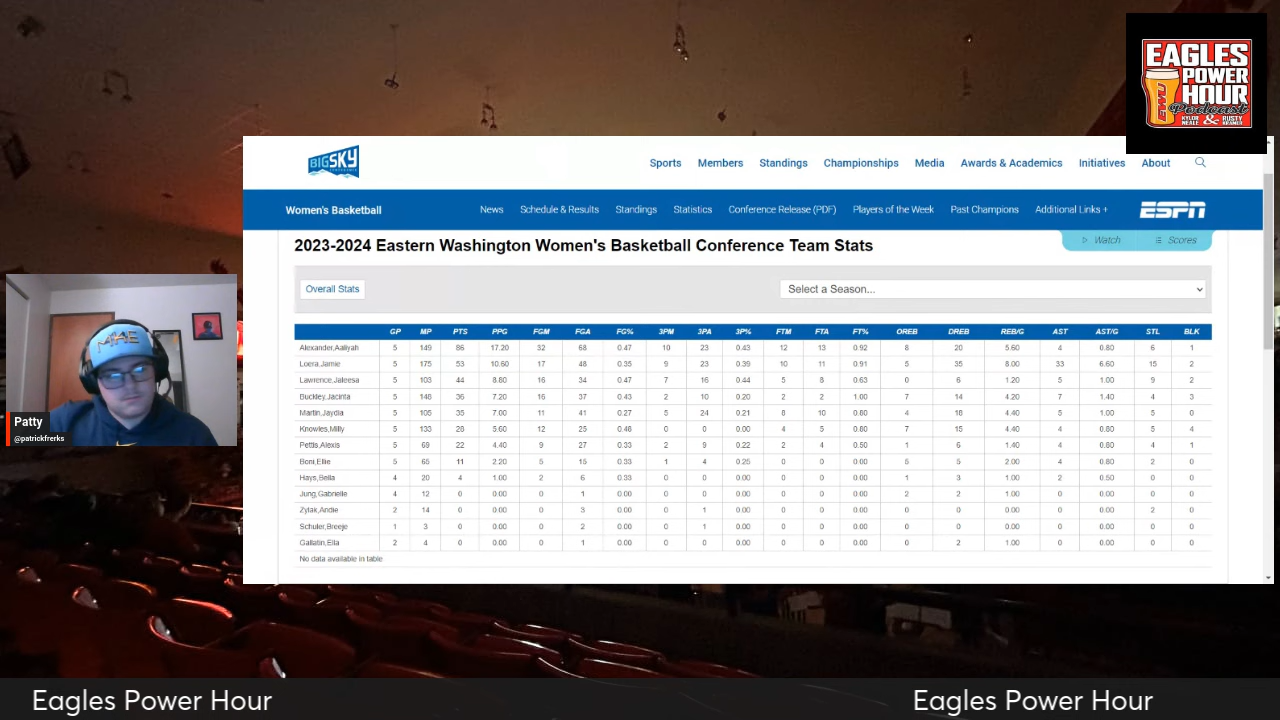 EAGLES
POWER
HOUR
Podcast
EWU
KYLOR
NEALE & RUSTY
BIGSKY
Sports Members Standings Championships Media Awards & Academics Initiatives About
Women's Basketball News Schedule & Results Standings Statistics Conference Release (PDF) Players of the Week Past Champions Additional Links + ESPN
2023-2024 Eastern Washington Women's Basketball Conference Team Stats
Watch Scores
Overall Stats Select a Season...
GP MP PTS PPG FGM FGA FG% 3PM 3PA 3P% FTM FTA FT% OREB DREB REB/G AST AST/G STL BLK
Alexander,Aaliyah 5 149 86 17.20 32 68 0.47 10 23 0.43 12 13 0.92 8 20 5.60 4 0.80 6 1
Loera,Jamie 5 175 53 10.60 17 48 0.35 9 23 0.39 10 11 0.91 5 35 8.00 33 6.60 15 2
Lawrence,Jaleesa 5 103 44 8.80 16 34 0.47 7 16 0.44 5 8 0.63 0 6 1.20 5 1.00 9 2
Buckley,Jacinta 5 148 36 7.20 16 37 0.43 2 10 0.20 2 2 1.00 7 14 4.20 7 1.40 4 3
Martin,Jaydia 5 105 35 7.00 11 41 0.27 5 24 0.21 8 10 0.80 4 18 4.40 5 1.00 5 0
Knowles,Milly 5 133 28 5.60 12 25 0.48 0 0 0.00 4 5 0.80 7 15 4.40 4 0.80 5 4
Pettis,Alexis 5 69 22 4.40 9 27 0.33 2 9 0.22 2 4 0.50 1 6 1.40 4 0.80 4 1
Boni,Ellie 5 65 11 2.20 5 15 0.33 1 4 0.25 0 0 0.00 5 5 2.00 4 0.80 2 0
Hays,Bella 4 20 4 1.00 2 6 0.33 0 0 0.00 0 0 0.00 1 3 1.00 2 0.50 0 0
Jung,Gabrielle 4 12 0 0.00 0 1 0.00 0 0 0.00 0 0 0.00 2 2 1.00 0 0.00 0 0
Zylak,Andie 2 14 0 0.00 0 3 0.00 0 1 0.00 0 0 0.00 0 0 0.00 0 0.00 2 0
Schuler,Breeje 1 3 0 0.00 0 2 0.00 0 1 0.00 0 0 0.00 0 0 0.00 0 0.00 0 0
Gallatin,Ella 2 4 0 0.00 0 1 0.00 0 0 0.00 0 0 0.00 0 2 1.00 0 0.00 0 0
No data available in table
Patty
@patrickfrerks
Eagles Power Hour Eagles Power Hour